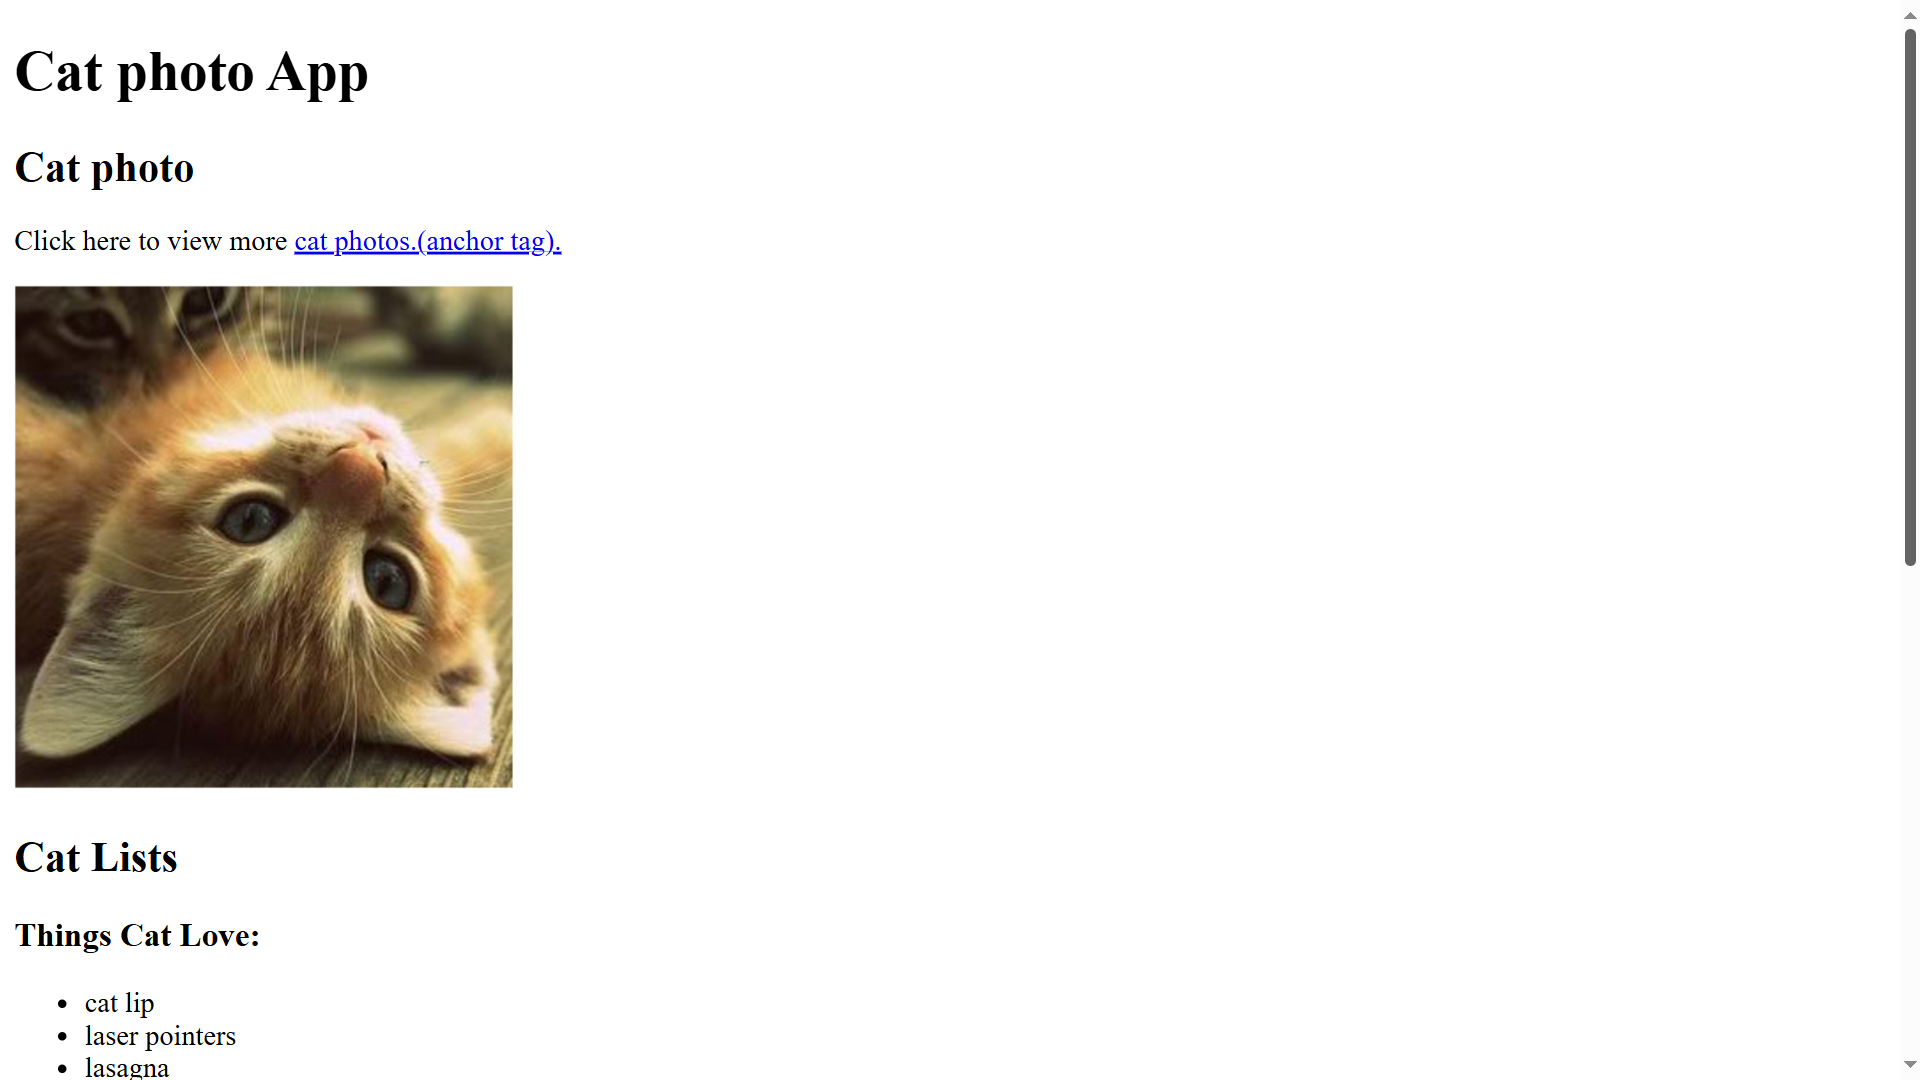 Cat photo App
Cat photo
Click here to view more cat photos.(anchor tag).
Cat Lists
Things Cat Love:
cat lip
laser pointers
lasagna